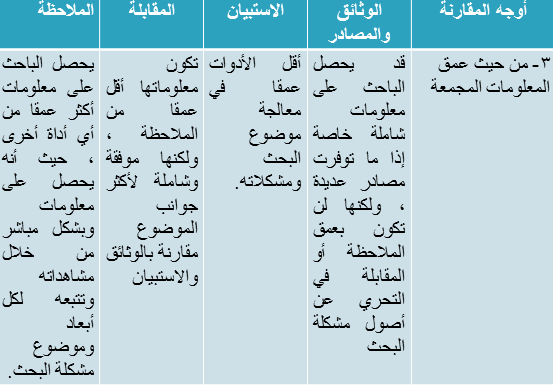 أوجه المقارنة
الوثائق
والمصادر
الاستبيان
المقابلة
الملاحظة
٣- من حيث عمق
المعلومات المجمعة
قد يحصل
الباحث على
معلومات
شاملة خاصة
إذا ما توفرت
مصادر عديدة
، ولكنها لن
تكون بعمق
الملاحظة أو
المقابلة في
التحري عن
أصول مشكلة
البحث
أقل الأدوات
عمقا في
معالجة
موضوع
البحث
ومشكلاته.
تكون
معلوماتها أقل
عمقا من
الملاحظة ،
ولكنها موفقة
وشاملة لأكثر
جوانب
الموضوع
مقارنة بالوثائق
والاستبيان
يحصل الباحث
على معلومات
أكثر عمقا من
أي أداة أخرى
، حيث أنه
يحصل على
معلومات
وبشكل مباشر
من خلال
مشاهداته
وتتبعه لكل
أبعاد
وموضوع
مشكلة البحث.